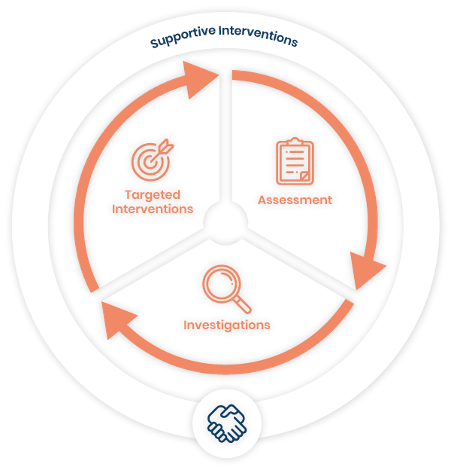 Supportive Interventions
Targeted
Interventions
Assessment
Investigations